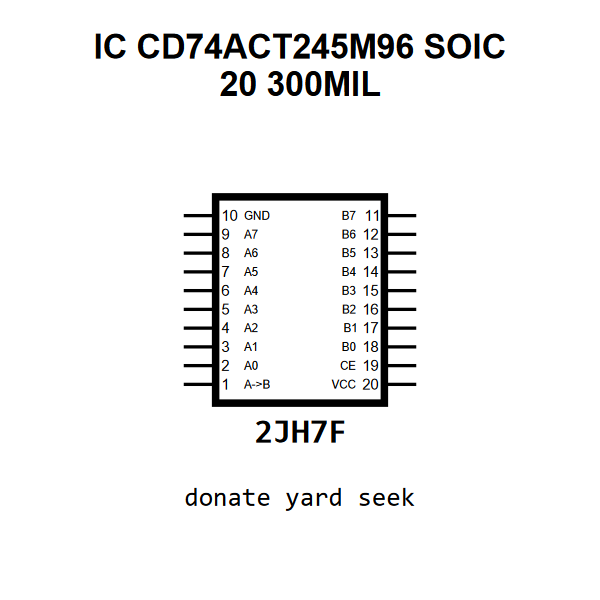 IC CD74ACT245M96 SOIC
20 300MIL
10 GND B7 11
9 A7 B6 12
8 A6 B5 13
7 A5 B4 14
6 A4 B3 15
5 A3 B2 16
4 A2 B1 17
3 A1 B0 18
2 A0 CE 19
1 A->B VCC 20
2JH7F
donate yard seek